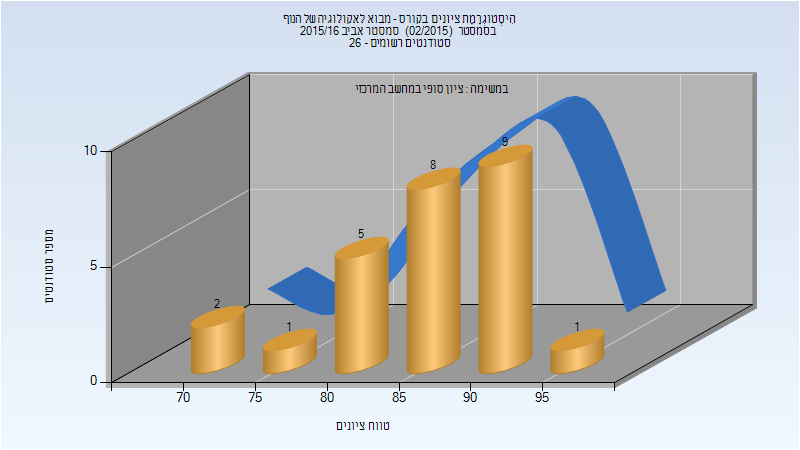 היסטוגרמת ציונים בקורס - מבוא לאקולוגיה של הנוף
בסמסטר (02/2015) סמסטר אביב 2015/16
סטודנטים רשומים - 26
במשימה : ציון סופי במחשב המרכזי
10
5
0
מספר סטודנטים
2
1
5
8
9
1
70 75 80 85 90 95
טווח ציונים